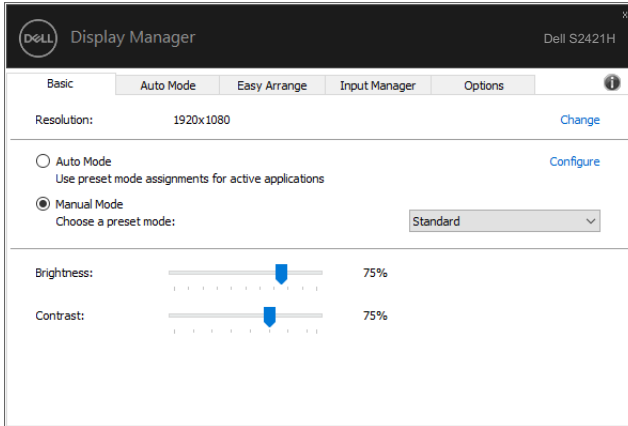 DELL Display Manager
x
Dell S2421H
Basic Auto Mode Easy Arrange Input Manager Options i
Resolution: 1920x1080 Change
Auto Mode Configure
Use preset mode assignments for active applications
Manual Mode
Choose a preset mode: Standard
Brightness: 75%
Contrast: 75%